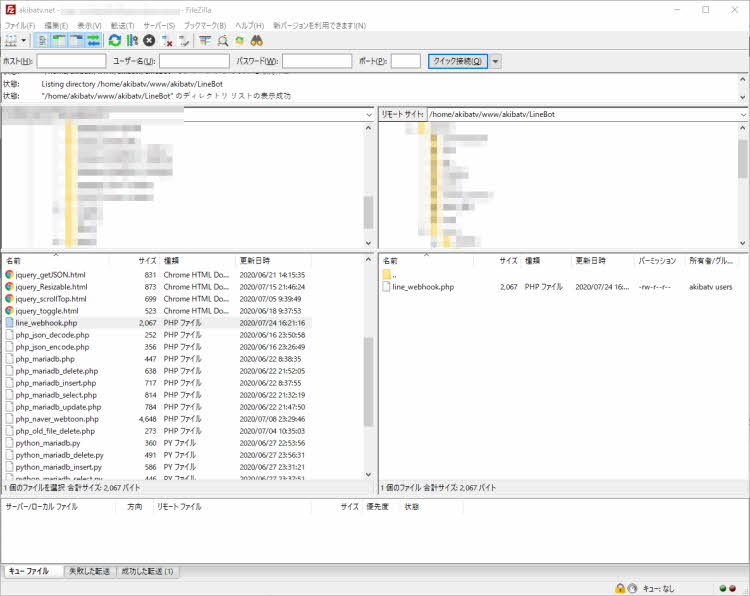 akibatv.net - FileZilla
ファイル(F) 編集(E) 表示(V) 転送(T) サーバー(S) ブックマーク(B) ヘルプ(H) 新バージョンを利用できます!(N)
ホスト(H): ユーザー名(U): パスワード(W): ポート(P): クイック接続(Q)
状態: Listing directory /home/akibatv/www/akibatv/LineBot
状態: "/home/akibatv/www/akibatv/LineBot" のディレクトリ リストの表示成功
リモート サイト: /home/akibatv/www/akibatv/LineBot
名前 サイズ 種類 更新日時
jquery_getJSON.html 831 Chrome HTML Do... 2020/06/21 14:15:35
jquery_Resizable.html 873 Chrome HTML Do... 2020/07/15 21:46:24
jquery_scrollTop.html 699 Chrome HTML Do... 2020/07/05 9:39:49
jquery_toggle.html 523 Chrome HTML Do... 2020/06/18 9:37:53
line_webhook.php 2,067 PHP ファイル 2020/07/24 16:21:16
php_json_decode.php 252 PHP ファイル 2020/06/16 23:50:58
php_json_encode.php 356 PHP ファイル 2020/06/16 23:26:49
php_mariadb.php 447 PHP ファイル 2020/06/22 8:38:35
php_mariadb_delete.php 638 PHP ファイル 2020/06/22 21:52:05
php_mariadb_insert.php 717 PHP ファイル 2020/06/22 8:37:55
php_mariadb_select.php 814 PHP ファイル 2020/06/22 21:32:19
php_mariadb_update.php 784 PHP ファイル 2020/06/22 21:47:50
php_naver_webtoon.php 4,648 PHP ファイル 2020/07/08 23:29:46
php_old_file_delete.php 273 PHP ファイル 2020/07/04 10:35:03
python_mariadb.py 360 PY ファイル 2020/06/27 22:53:56
python_mariadb_delete.py 491 PY ファイル 2020/06/27 23:56:31
python_mariadb_insert.py 586 PY ファイル 2020/06/27 23:31:21
python_mariadb_select.py 446 PY ファイル 2020/06/27 23:37:51
1 個のファイルを選択 合計サイズ: 2,067 バイト
名前 サイズ 種類 更新日時 パーミッション 所有者/グル...
..
line_webhook.php 2,067 PHP ファイル 2020/07/24 16:... -rw-r--r-- akibatv users
1 個のファイル 合計サイズ: 2,067 バイト
サーバー/ローカル ファイル 方向 リモート ファイル サイズ 優先度 状態
キュー ファイル 失敗した転送 成功した転送 (1)
キュー: なし